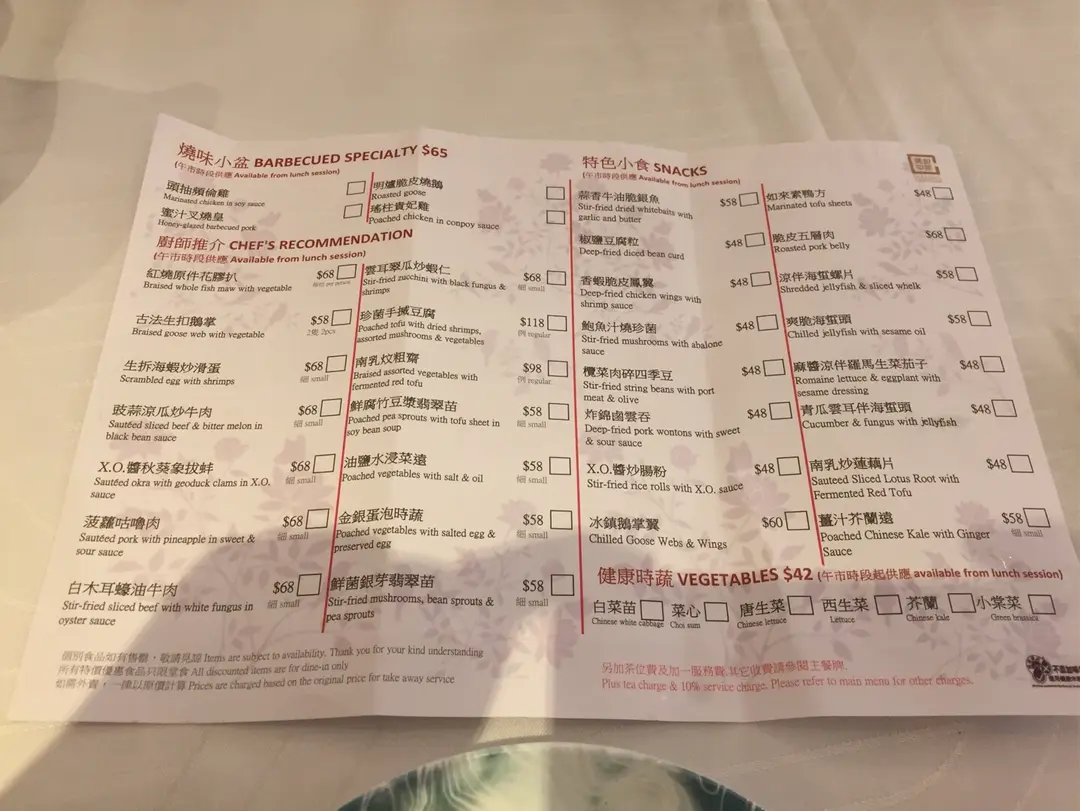 燒味小盆 BARBECUED SPECIALTY $65
(午市時段供應 Available from lunch session)
頭抽頻倫雞
Marinated chicken in soy sauce
蜜汁叉燒皇
Honey-glazed barbecued pork
明爐脆皮燒鵝
Roasted goose
瑤柱貴妃雞
Poached chicken in conpoy sauce
廚師推介 CHEF'S RECOMMENDATION
(午市時段供應 Available from lunch session)
紅燒原件花膠扒 $68
Braised whole fish maw with vegetable
古法生扣鵝掌 $58
Braised goose web with vegetable 2隻 2pcs
生拆海蝦炒滑蛋 $68
Scrambled egg with shrimps 細 small
豉蒜涼瓜炒牛肉 $68
Sautéed sliced beef & bitter melon in 細 small
black bean sauce
X.O.醬秋葵象拔蚌 $68
Sautéed okra with geoduck clams in X.O. 細 small
sauce
菠蘿咕嚕肉 $68
Sautéed pork with pineapple in sweet & 細 small
sour sauce
白木耳蠔油牛肉 $68
Stir-fried sliced beef with white fungus in 細 small
oyster sauce
雲耳翠瓜炒蝦仁 $68
Stir-fried zucchini with black fungus & 細 small
shrimps
珍菌手撼豆腐 $118
Poached tofu with dried shrimps, 例 regular
assorted mushrooms & vegetables
南乳炆粗齋 $98
Braised assorted vegetables with 例 regular
fermented red tofu
鮮腐竹豆漿翡翠苗 $58
Poached pea sprouts with tofu sheet in 細 small
soy bean soup
油鹽水浸菜遠 $58
Poached vegetables with salt & oil 細 small
金銀蛋泡時蔬 $58
Poached vegetables with salted egg & 細 small
preserved egg
鮮菌銀芽翡翠苗 $58
Stir-fried mushrooms, bean sprouts & 細 small
pea sprouts
個別食品如有售罄，敬請見諒 Items are subject to availability. Thank you for your kind understanding
所有特價優惠食品只限堂食 All discounted items are for dine-in only
如需外賣，一律以原價計算 Prices are charged based on the original price for take away service
特色小食 SNACKS
(午市時段供應 Available from lunch session)
蒜香牛油脆銀魚 $58
Stir-fried dried whitebaits with
garlic and butter
椒鹽豆腐粒 $48
Deep-fried diced bean curd
香蝦脆皮鳳翼 $48
Deep-fried chicken wings with
shrimp sauce
鮑魚汁燒珍菌 $48
Stir-fried mushrooms with abalone
sauce
欖菜肉碎四季豆 $48
Stir-fried string beans with port
meat & olive
炸錦鹵雲吞 $48
Deep-fried pork wontons with sweet
& sour sauce
X.O.醬炒腸粉 $48
Stir-fried rice rolls with X.O. sauce
冰鎮鵝掌翼 $60
Chilled Goose Webs & Wings
如來素鴨方 $48
Marinated tofu sheets
脆皮五層肉 $68
Roasted pork belly
涼伴海蜇螺片 $58
Shredded jellyfish & sliced whelk
爽脆海蜇頭 $58
Chilled jellyfish with sesame oil
麻醬涼伴羅馬生菜茄子 $48
Romaine lettuce & eggplant with
sesame dressing
青瓜雲耳伴海蜇頭 $48
Cucumber & fungus with jellyfish
南乳炒蓮藕片 $48
Sauteed Sliced Lotus Root with
Fermented Red Tofu
薑汁芥蘭遠 $58
Poached Chinese Kale with Ginger 細 small
Sauce
健康時蔬 VEGETABLES $42 (午市時段起供應 available from lunch session)
白菜苗 菜心 唐生菜 西生菜 芥蘭 小棠菜
Chinese white cabbage Choi sum Chinese lettuce Lettuce Chinese kale Green brassica
另加茶位費及加一服務費,其它收費請參閱主餐牌.
Plus tea charge & 10% service charge. Please refer to main menu for other charges.